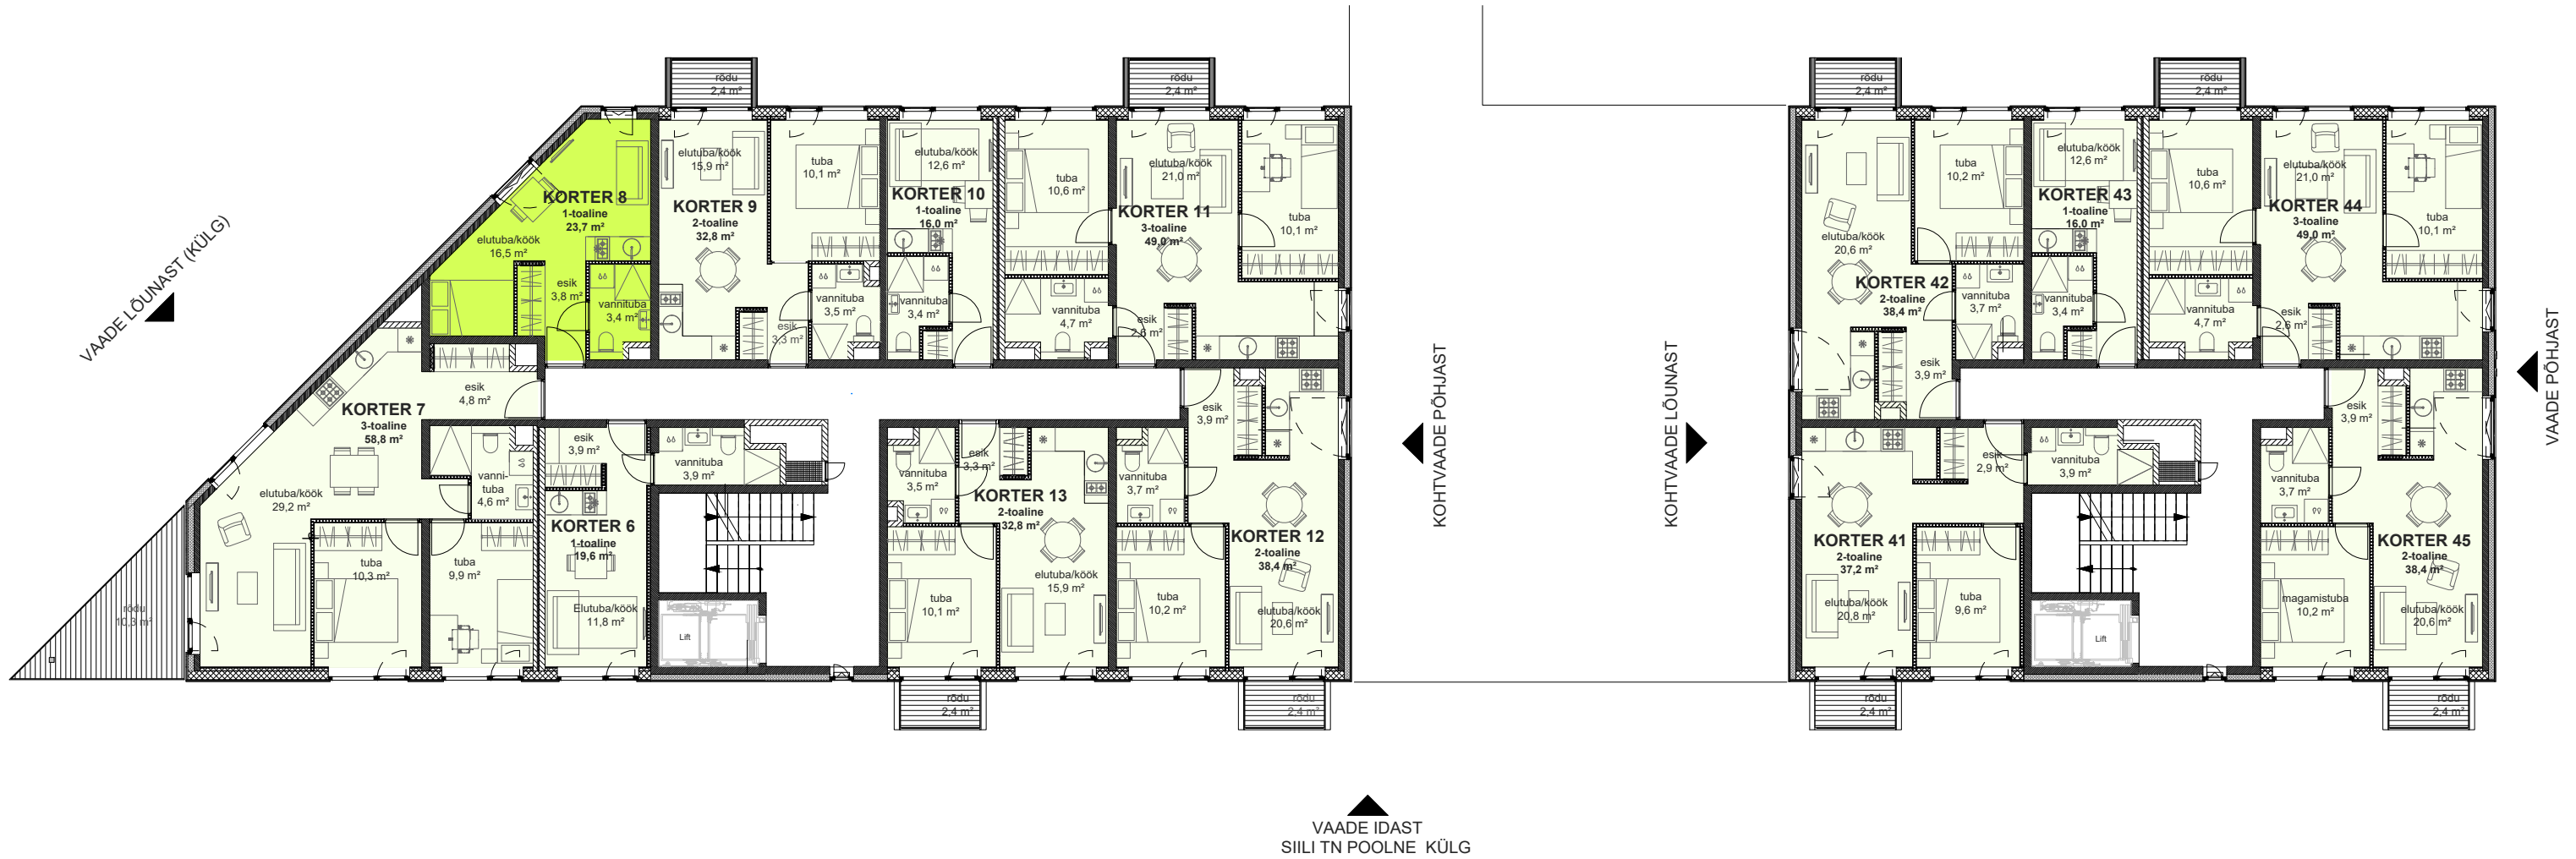 rõdu
2,4 m²
rõdu
2,4 m²
rõdu
2,4 m²
rõdu
2,4 m²
VAADE LÕUNAST (KÜLG)
KORTER 8
1-toaline
23,7 m²
elutuba/köök
16,5 m²
esik
3,8 m²
vannituba
3,4 m²
elutuba/köök
15,9 m²
KORTER 9
2-toaline
32,8 m²
tuba
10,1 m²
vannituba
3,5 m²
esik
3,3 m²
elutuba/köök
12,6 m²
KORTER 10
1-toaline
16,0 m²
vannituba
3,4 m²
tuba
10,6 m²
vannituba
4,7 m²
elutuba/köök
21,0 m²
KORTER 11
3-toaline
49,0 m²
esik
2,6 m²
tuba
10,1 m²
KORTER 7
3-toaline
58,8 m²
esik
4,8 m²
elutuba/köök
29,2 m²
vanni-
tuba
4,6 m²
tuba
10,3 m²
tuba
9,9 m²
rõdu
10,3 m²
esik
3,9 m²
KORTER 6
1-toaline
19,6 m²
Elutuba/köök
11,8 m²
vannituba
3,9 m²
Lift
vannituba
3,5 m²
esik
3,3 m²
KORTER 13
2-toaline
32,8 m²
tuba
10,1 m²
elutuba/köök
15,9 m²
rõdu
2,4 m²
vannituba
3,7 m²
esik
3,9 m²
KORTER 12
2-toaline
38,4 m²
tuba
10,2 m²
elutuba/köök
20,6 m²
rõdu
2,4 m²
KOHTVAADE PÕHJAST
KOHTVAADE LÕUNAST
elutuba/köök
20,6 m²
KORTER 42
2-toaline
38,4 m²
tuba
10,2 m²
vannituba
3,7 m²
esik
3,9 m²
elutuba/köök
12,6 m²
KORTER 43
1-toaline
16,0 m²
vannituba
3,4 m²
tuba
10,6 m²
vannituba
4,7 m²
elutuba/köök
21,0 m²
KORTER 44
3-toaline
49,0 m²
esik
2,6 m²
tuba
10,1 m²
esik
2,9 m²
KORTER 41
2-toaline
37,2 m²
elutuba/köök
20,8 m²
tuba
9,6 m²
rõdu
2,4 m²
vannituba
3,9 m²
Lift
vannituba
3,7 m²
esik
3,9 m²
KORTER 45
2-toaline
38,4 m²
magamistuba
10,2 m²
elutuba/köök
20,6 m²
rõdu
2,4 m²
VAADE PÕHJAST
VAADE IDAST
SIILI TN POOLNE KÜLG